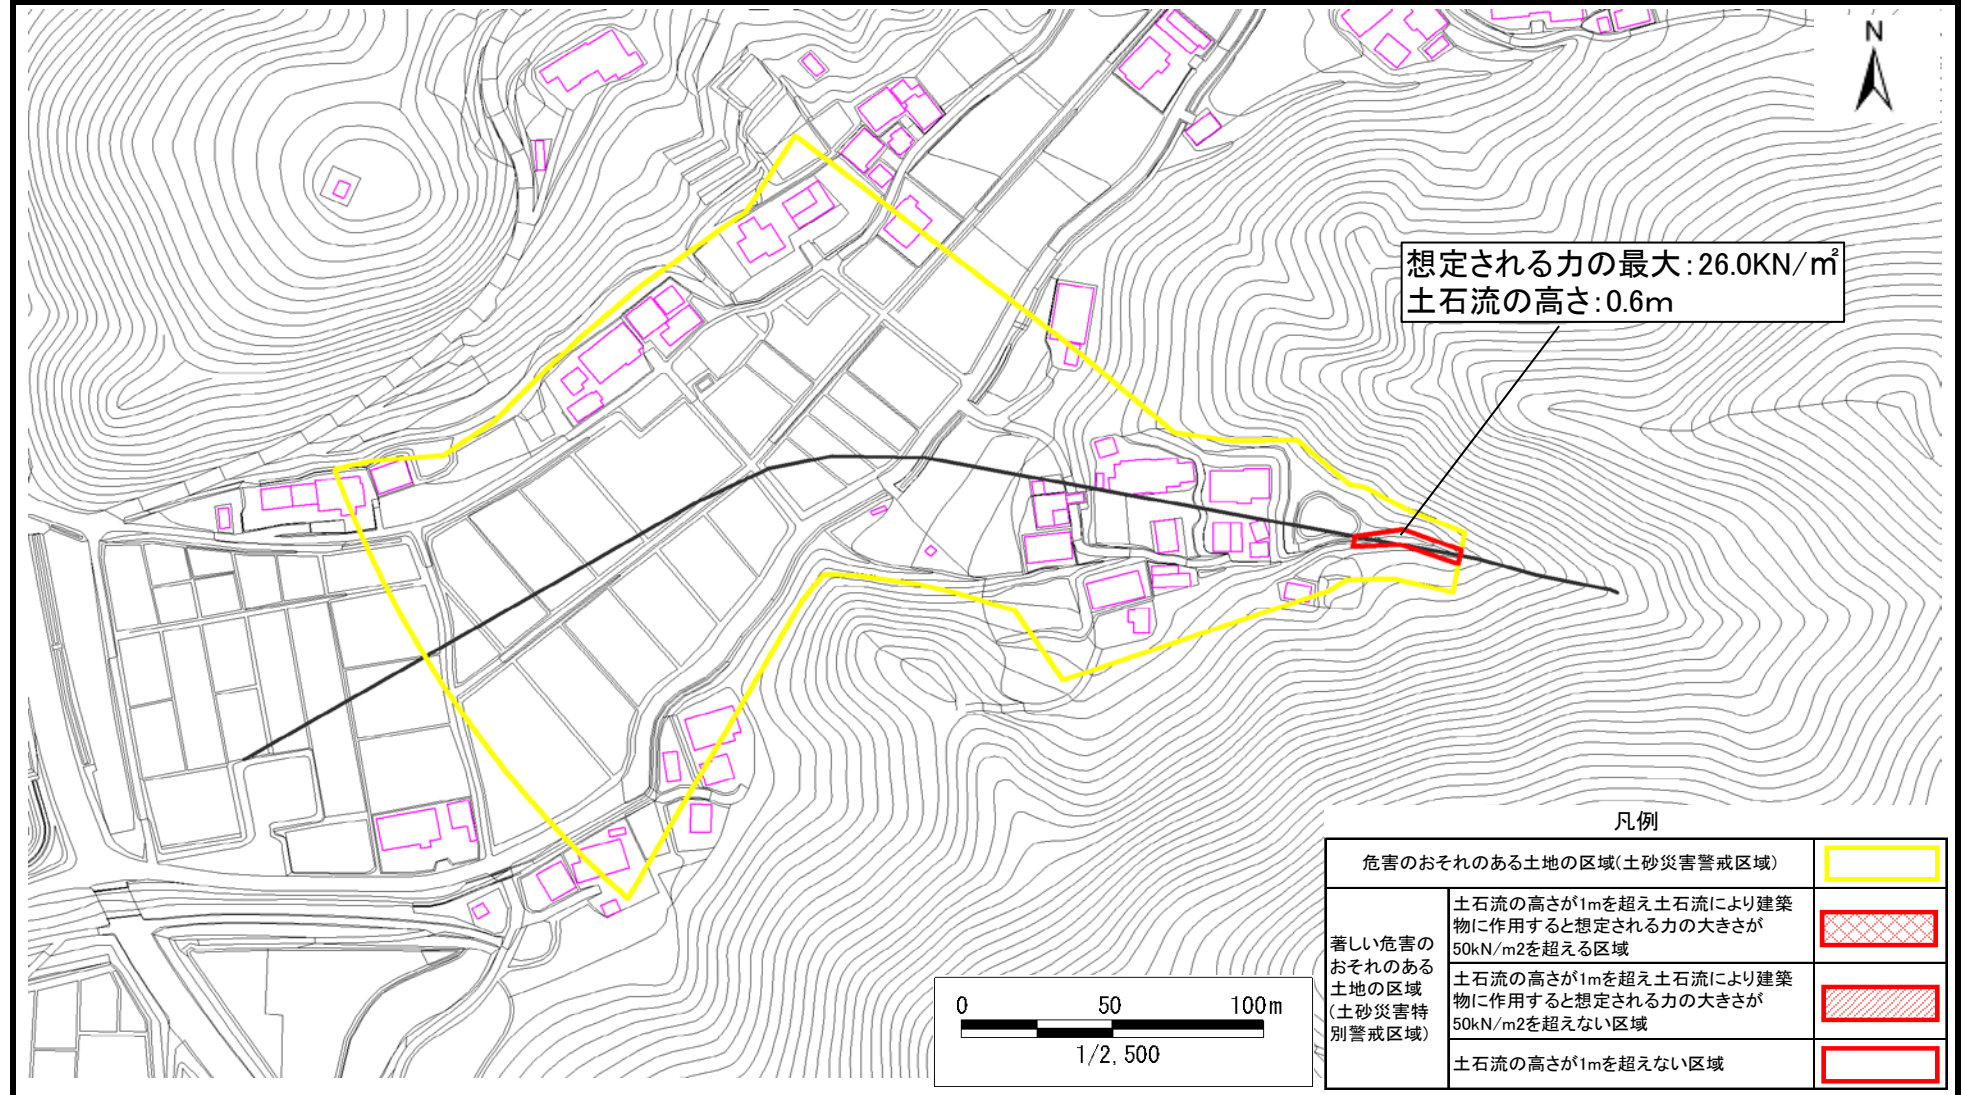 N
想定される力の最大:26.0KN/㎡
土石流の高さ:0.6m
凡例
危害のおそれのある土地の区域(土砂災害警戒区域)
著しい危害の
おそれのある
土地の区域
(土砂災害特
別警戒区域)
土石流の高さが1mを超え土石流により建築
物に作用すると想定される力の大きさが
50kN/m2を超える区域
土石流の高さが1mを超え土石流により建築
物に作用すると想定される力の大きさが
50kN/m2を超えない区域
土石流の高さが1mを超えない区域
0 50 100m
1/2,500